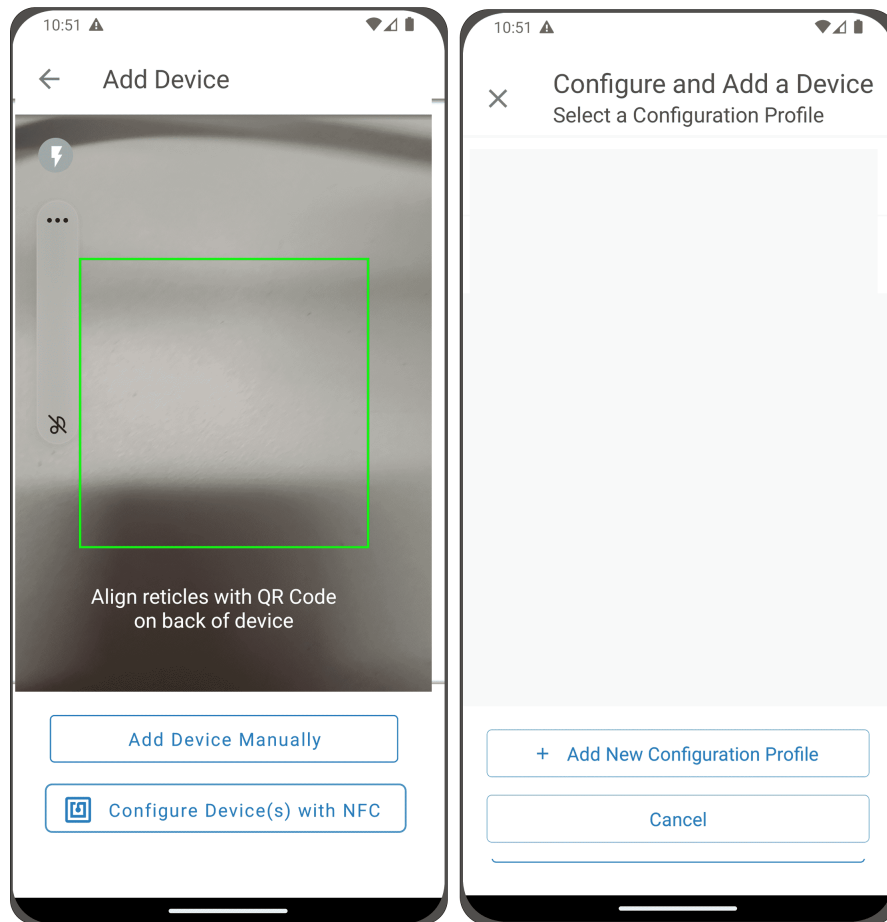 10:51
Add Device
Align reticles with QR Code
on back of device
Add Device Manually
Configure Device(s) with NFC
10:51
Configure and Add a Device
Select a Configuration Profile
+ Add New Configuration Profile
Cancel